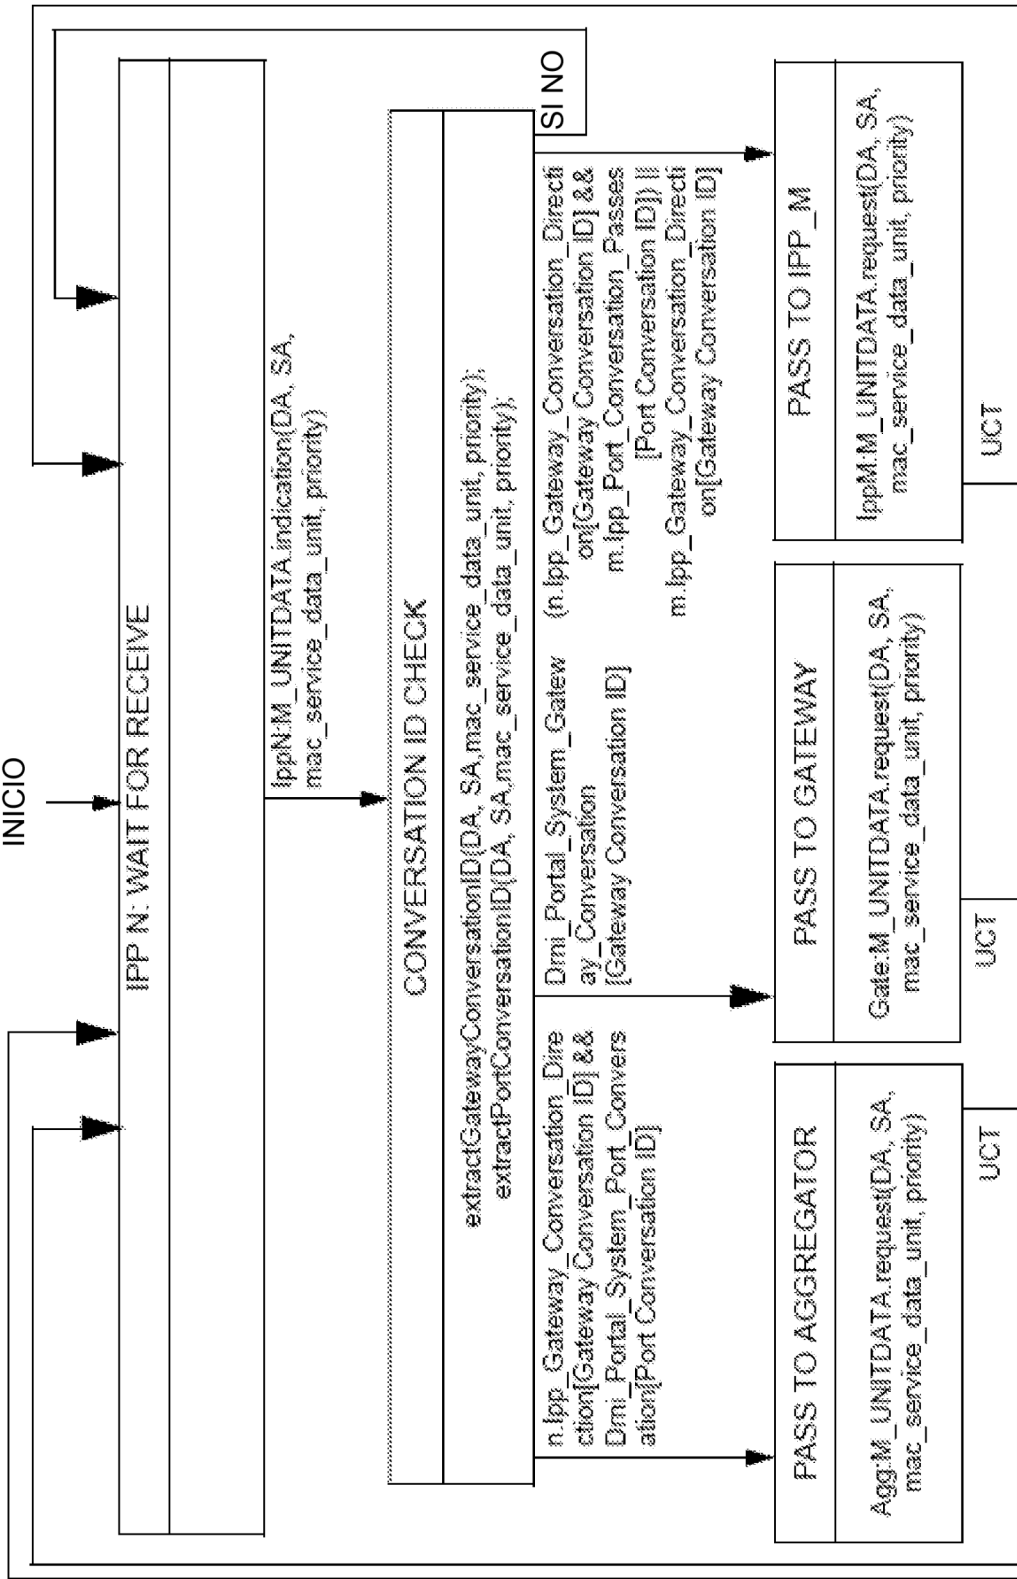 INICIO
IPP N: WAIT FOR RECEIVE
IppN:M_UNITDATA.indication(DA, SA,
mac_service_data_unit, priority)
CONVERSATION ID CHECK
extractGatewayConversationID(DA, SA,mac_service_data_unit, priority);
extractPortConversationID(DA, SA,mac_service_data_unit, priority);
n.Ipp_Gateway_Conversation_Dire
ction[Gateway Conversation ID] &&
Drni_Portal_System_Port_Convers
ation[Port Conversation ID]
Drni_Portal_System_Gatew
ay_Conversation
[Gateway Conversation ID]
(n.Ipp_Gateway_Conversation_Directi
on[Gateway Conversation ID] &&
m.Ipp_Port_Conversation_Passes
[Port Conversation ID]) ||
m.Ipp_Gateway_Conversation_Directi
on[Gateway Conversation ID]
SI NO
PASS TO AGGREGATOR
Agg:M_UNITDATA.request(DA, SA,
mac_service_data_unit, priority)
UCT
PASS TO GATEWAY
Gate:M_UNITDATA.request(DA, SA,
mac_service_data_unit, priority)
UCT
PASS TO IPP_M
IppM:M_UNITDATA.request(DA, SA,
mac_service_data_unit, priority)
UCT